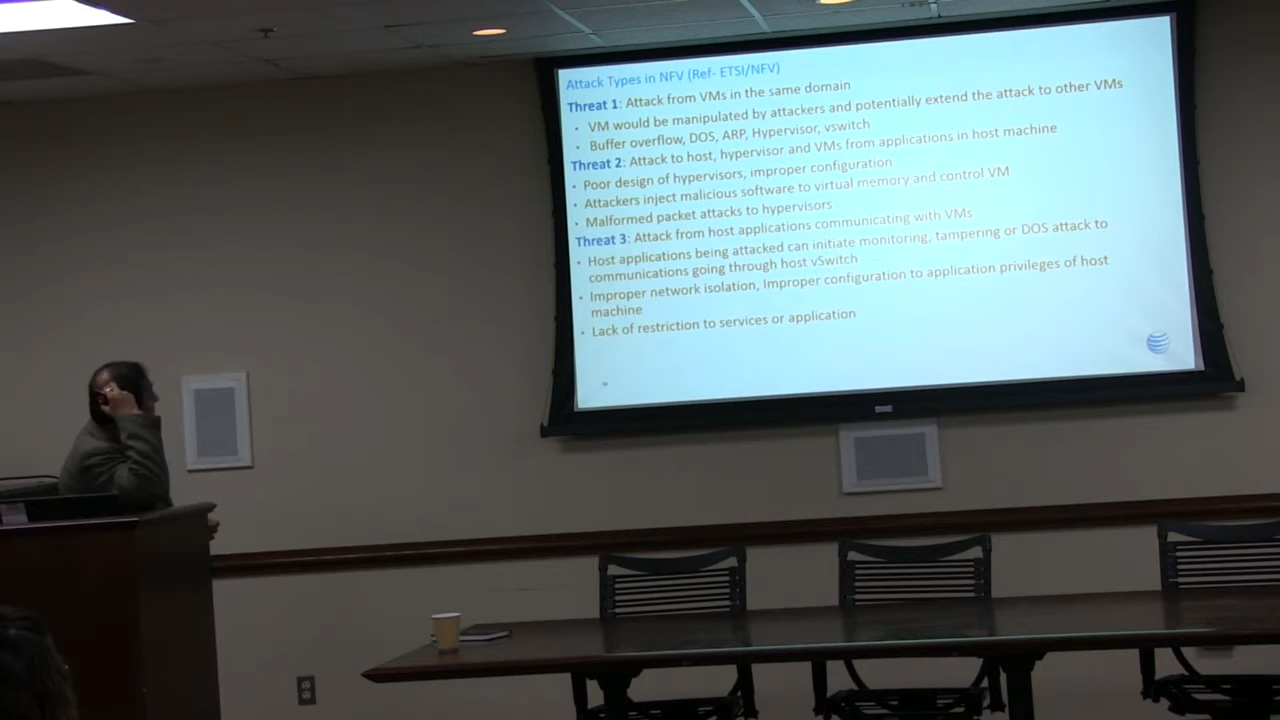 Attack Types in NFV (Ref- ETSI/NFV)
Threat 1: Attack from VMs in the same domain
• VM would be manipulated by attackers and potentially extend the attack to other VMs
• Buffer overflow, DOS, ARP, Hypervisor, vswitch
Threat 2: Attack to host, hypervisor and VMs from applications in host machine
• Poor design of hypervisors, improper configuration
• Attackers inject malicious software to virtual memory and control VM
• Malformed packet attacks to hypervisors
Threat 3: Attack from host applications communicating with VMs
• Host applications being attacked can initiate monitoring, tampering or DOS attack to
communications going through host vSwitch
• Improper network isolation, Improper configuration to application privileges of host
machine
• Lack of restriction to services or application